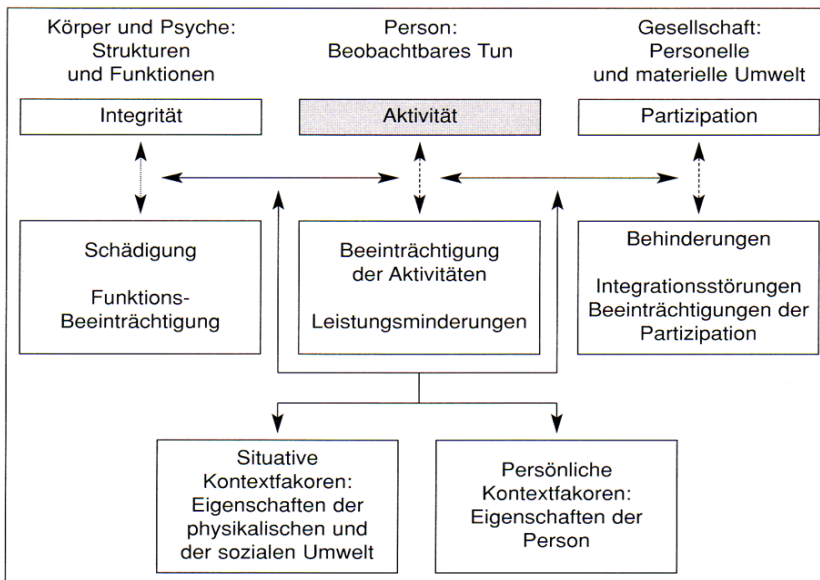 Körper und Psyche:
Strukturen
und Funktionen
Person:
Beobachtbares Tun
Gesellschaft:
Personelle
und materielle Umwelt
Integrität
Aktivität
Partizipation
Schädigung
Funktions-
Beeinträchtigung
Beeinträchtigung
der Aktivitäten
Leistungsminderungen
Behinderungen
Integrationsstörungen
Beeinträchtigungen der
Partizipation
Situative
Kontextfakoren:
Eigenschaften der
physikalischen und
der sozialen Umwelt
Persönliche
Kontextfakoren:
Eigenschaften der
Person